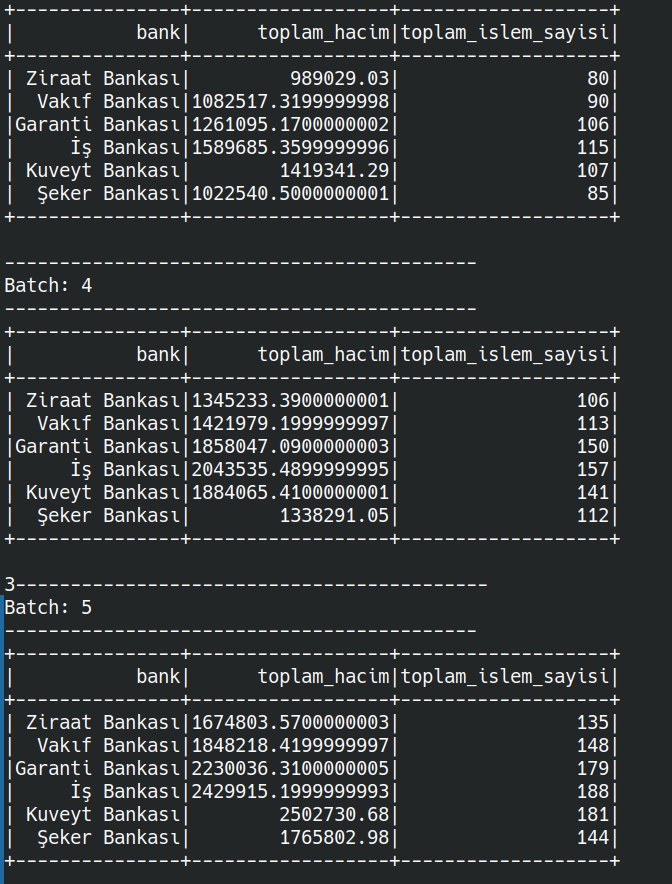 +---------------+------------------+-------------------+
|           bank|      toplam_hacim|toplam_islem_sayisi|
+---------------+------------------+-------------------+
| Ziraat Bankası|         989029.03|                 80|
|  Vakıf Bankası|1082517.3199999998|                 90|
|Garanti Bankası|1261095.1700000002|                106|
|     İş Bankası|1589685.3599999996|                115|
| Kuveyt Bankası|        1419341.29|                107|
|  Şeker Bankası|1022540.5000000001|                 85|
+---------------+------------------+-------------------+
-------------------------------------------
Batch: 4
-------------------------------------------
+---------------+------------------+-------------------+
|           bank|      toplam_hacim|toplam_islem_sayisi|
+---------------+------------------+-------------------+
| Ziraat Bankası|1345233.3900000001|                106|
|  Vakıf Bankası|1421979.1999999997|                113|
|Garanti Bankası|1858047.0900000003|                150|
|     İş Bankası|2043535.4899999995|                157|
| Kuveyt Bankası|1884065.4100000001|                141|
|  Şeker Bankası|        1338291.05|                112|
+---------------+------------------+-------------------+
3-------------------------------------------
Batch: 5
-------------------------------------------
+---------------+------------------+-------------------+
|           bank|      toplam_hacim|toplam_islem_sayisi|
+---------------+------------------+-------------------+
| Ziraat Bankası|1674803.5700000003|                135|
|  Vakıf Bankası|1848218.4199999997|                148|
|Garanti Bankası|2230036.3100000005|                179|
|     İş Bankası|2429915.1999999993|                188|
| Kuveyt Bankası|        2502730.68|                181|
|  Şeker Bankası|        1765802.98|                144|
+---------------+------------------+-------------------+